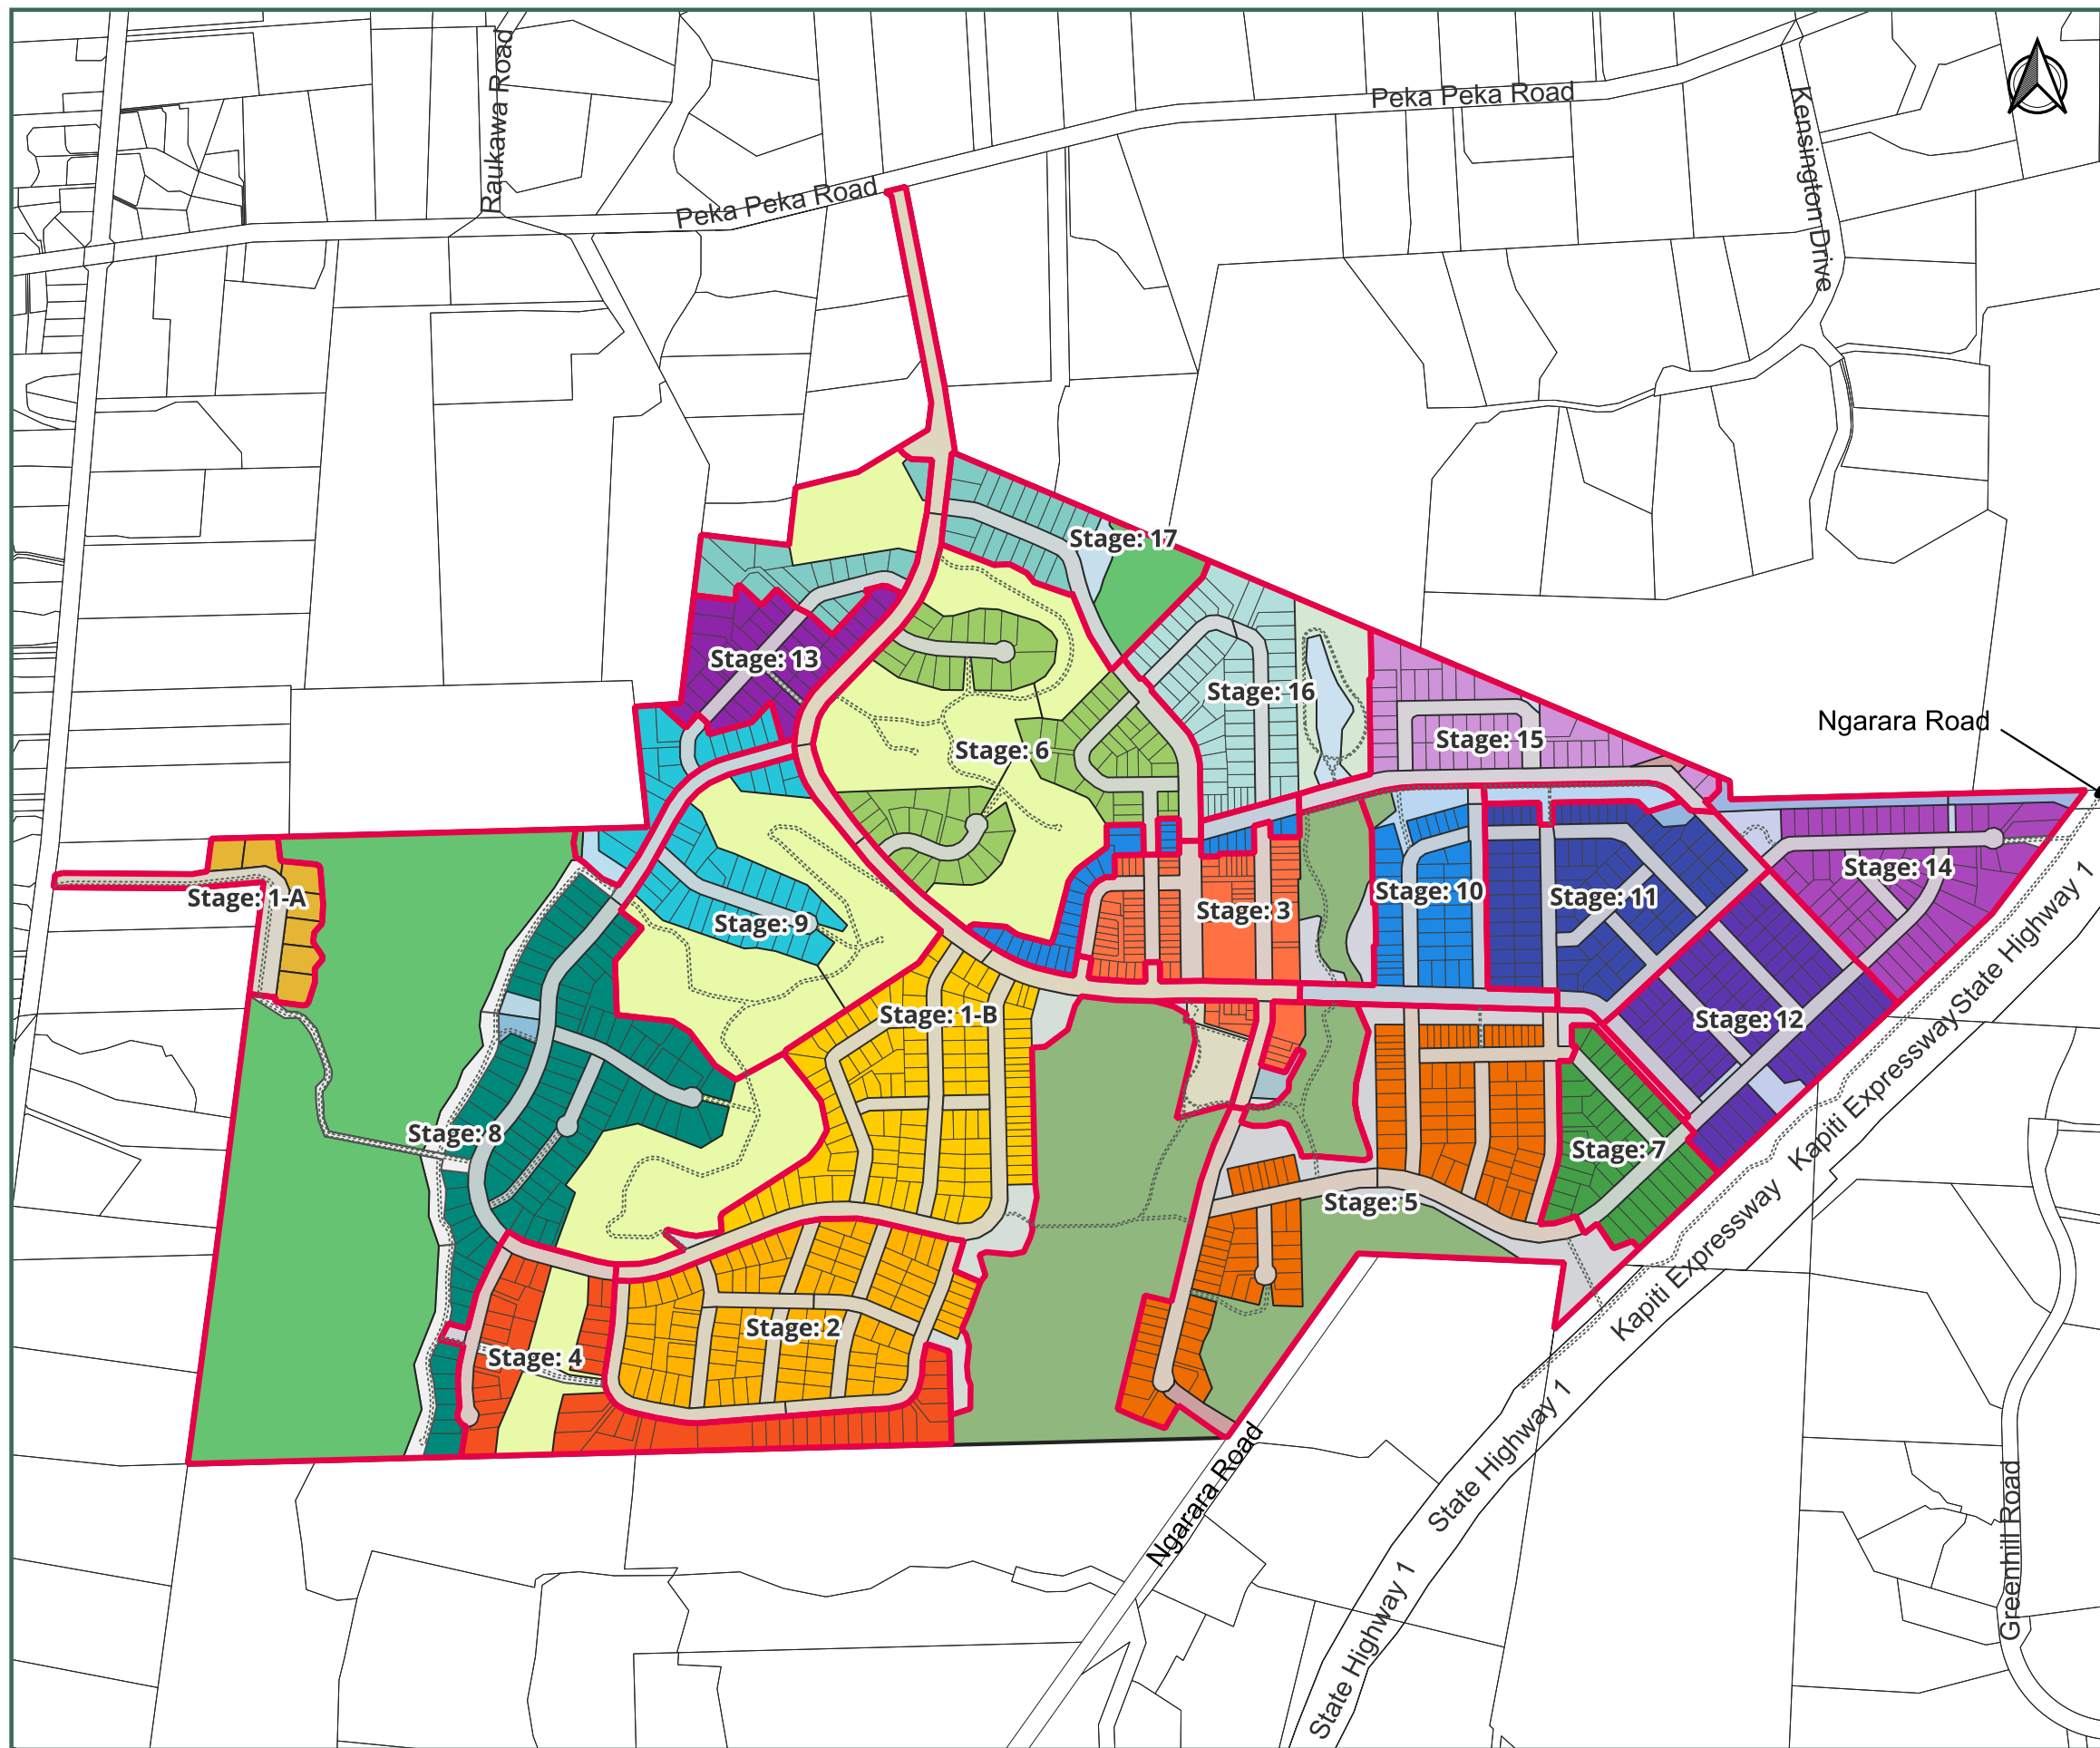 Raukawa Road
Peka Peka Road
Kensington Drive
Peka Peka Road
Stage: 17
Stage: 13
Stage: 16
Ngarara Road
Stage: 6
Stage: 15
Stage: 14
Stage: 1-A
Stage: 10
Stage: 11
Stage: 3
Stage: 9
State Highway 1
Stage: 1-B
Stage: 12
Kapiti Expressway
Stage: 8
Stage: 7
Stage: 5
Kapiti Expressway
Stage: 2
Stage: 4
State Highway 1
Ngarara Road
Greenhill Road
State Highway 1